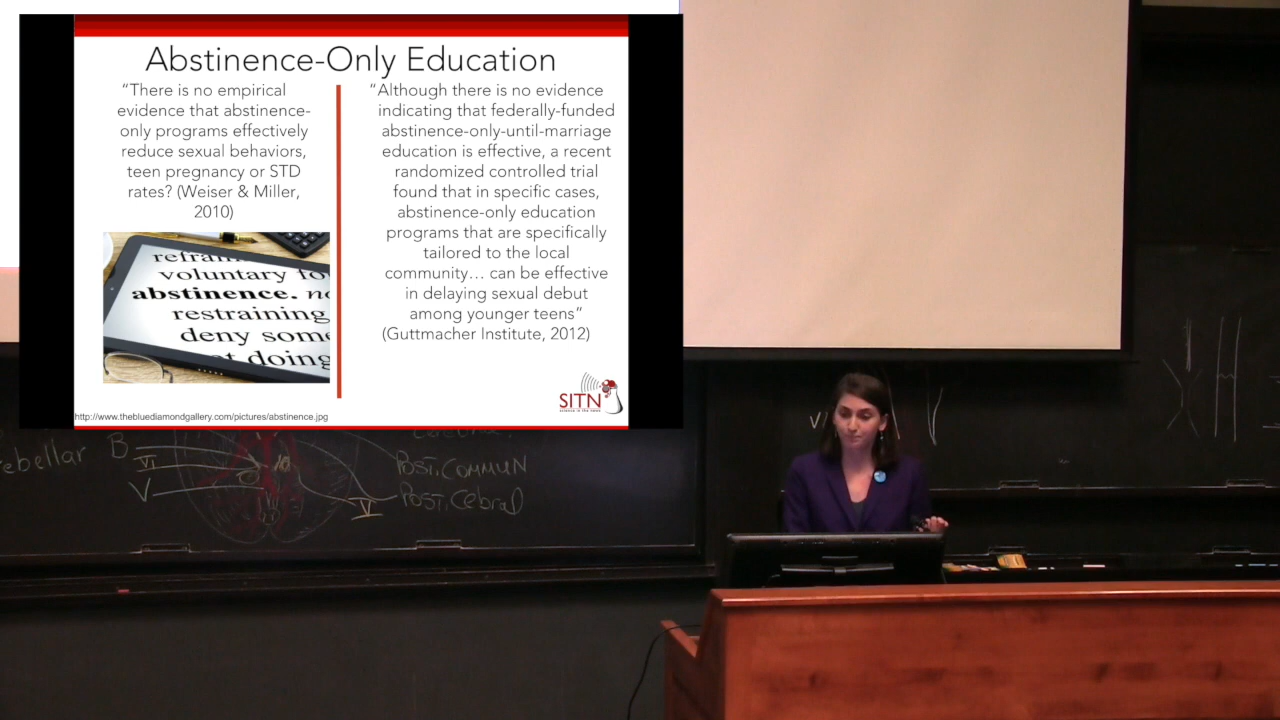 Abstinence-Only Education
“There is no empirical
evidence that abstinence-
only programs effectively
reduce sexual behaviors,
teen pregnancy or STD
rates? (Weiser & Miller,
2010)
“Although there is no evidence
indicating that federally-funded
abstinence-only-until-marriage
education is effective, a recent
randomized controlled trial
found that in specific cases,
abstinence-only education
programs that are specifically
tailored to the local
community… can be effective
in delaying sexual debut
among younger teens”
(Guttmacher Institute, 2012)
voluntary
abstinence.
restraining
deny some
doing
SITN
science in the news
http://www.thebluediamondgallery.com/pictures/abstinence.jpg
B
VI
V
POST. COMMUN
POST. Cebral
V